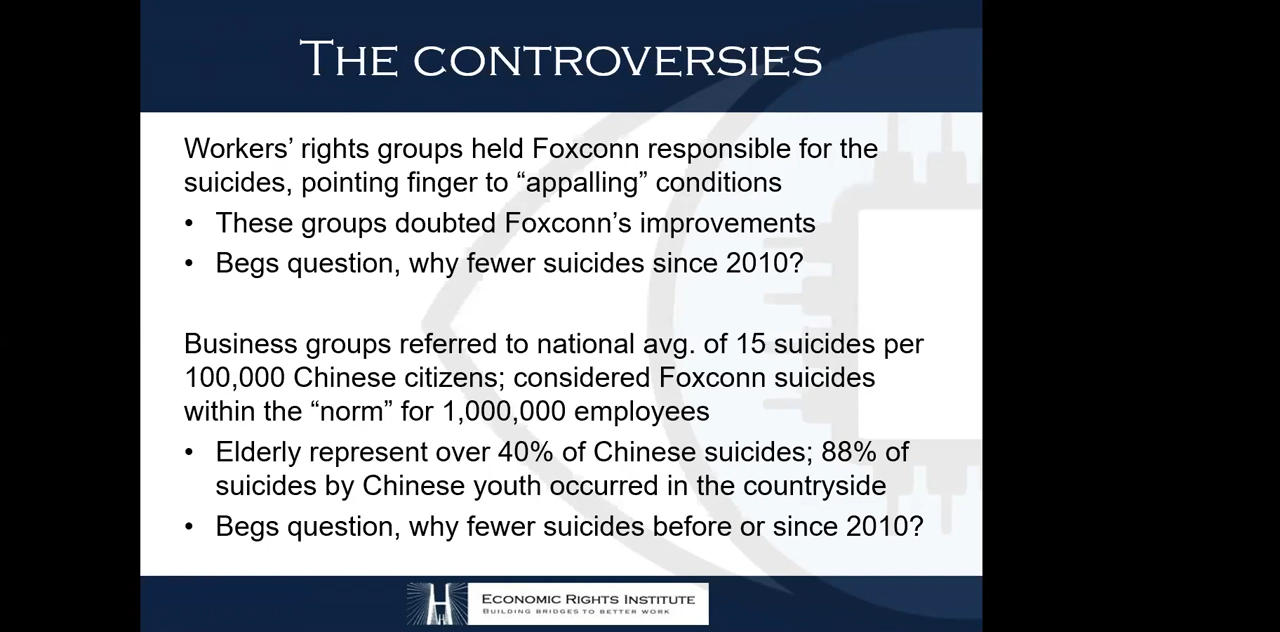 THE CONTROVERSIES
Workers’ rights groups held Foxconn responsible for the
suicides, pointing finger to “appalling” conditions
• These groups doubted Foxconn’s improvements
• Begs question, why fewer suicides since 2010?
Business groups referred to national avg. of 15 suicides per
100,000 Chinese citizens; considered Foxconn suicides
within the “norm” for 1,000,000 employees
• Elderly represent over 40% of Chinese suicides; 88% of
suicides by Chinese youth occurred in the countryside
• Begs question, why fewer suicides before or since 2010?
ECONOMIC RIGHTS INSTITUTE
BUILDING BRIDGES TO BETTER WORK